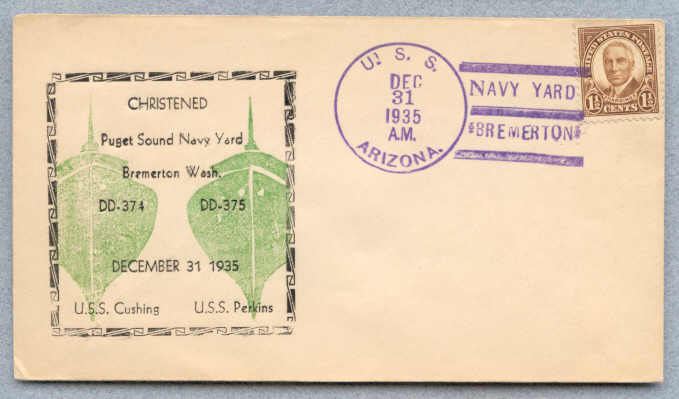 CHRISTENED
Puget Sound Navy Yard
Bremerton Wash.
DD-374 DD-375
DECEMBER 31 1935
U.S.S. Cushing U.S.S. Perkins
U. S. S.
DEC
31
1935
A.M.
ARIZONA.
NAVY YARD
*BREMERTON*
UNITED STATES POSTAGE
HARDING
1½ 1½
CENTS